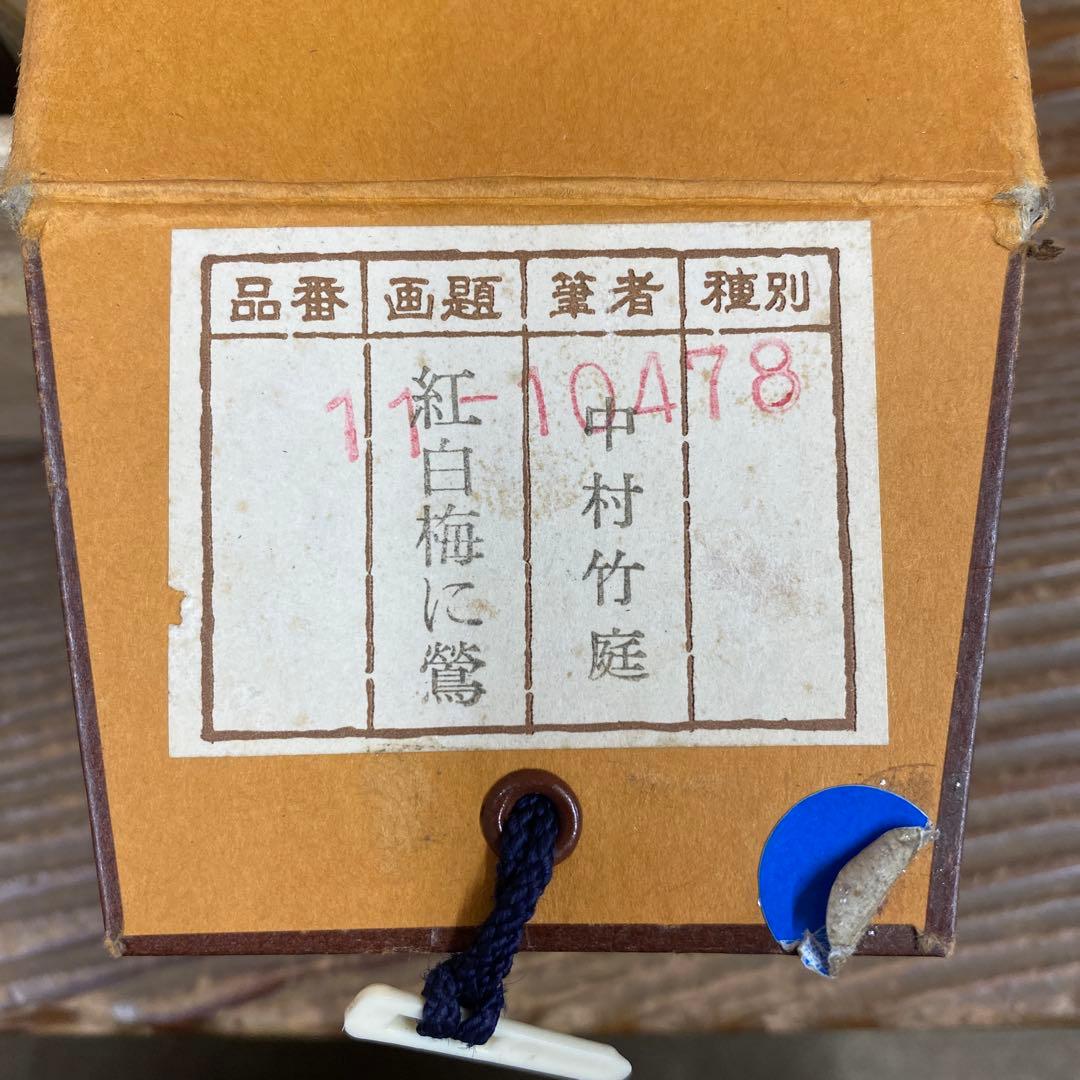 種別
筆者
画題
品番
中村竹庭
紅白梅に鶯
11-10478